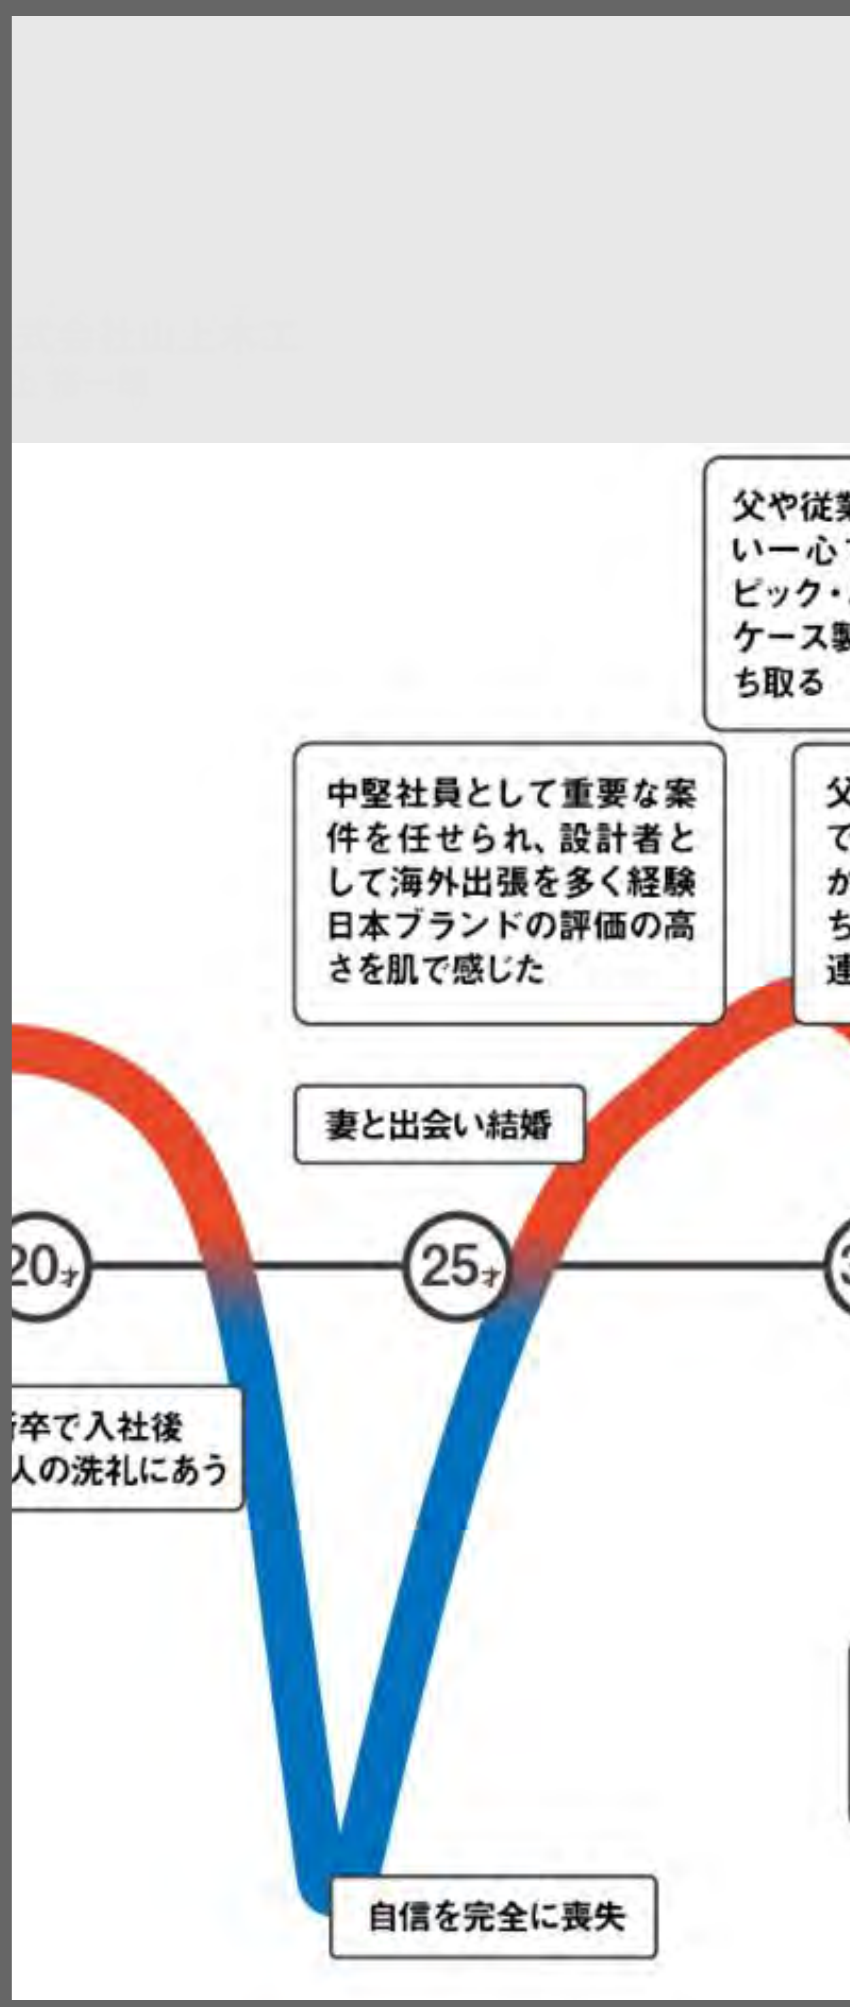 父や従業
い一心で
ピック・
ケース製
ち取る
中堅社員として重要な案
件を任せられ、設計者と
して海外出張を多く経験
日本ブランドの評価の高
さを肌で感じた
父
て
が
ち
連
妻と出会い結婚
20才
25才
卒で入社後
人の洗礼にあう
自信を完全に喪失